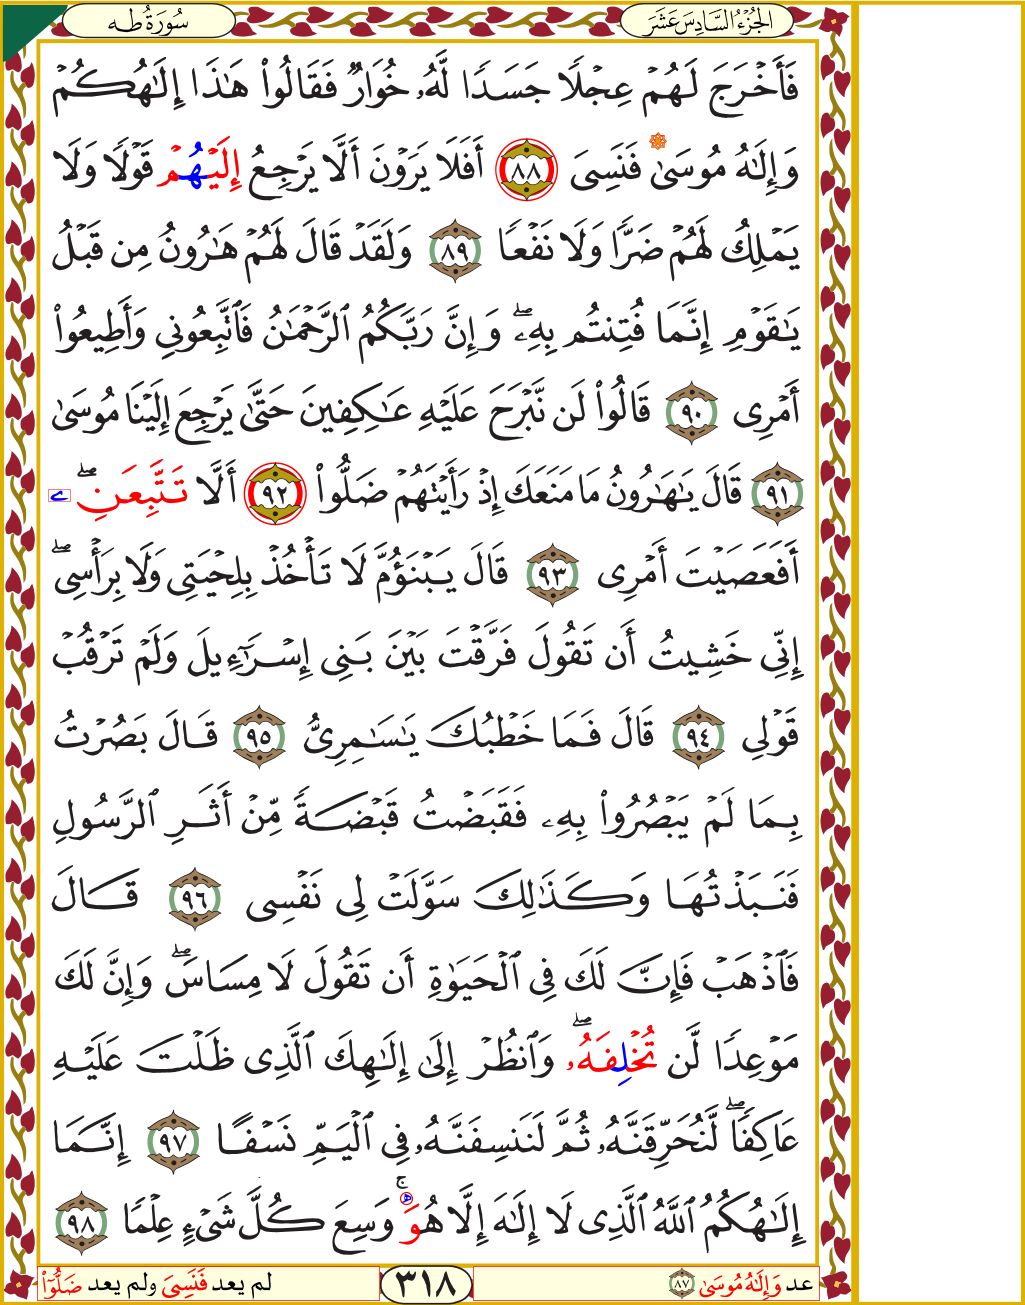 الجُزْءُ السَّادِسَ عَشَرَ
سُورَةُ طه
فَأَخْرَجَ لَهُمْ عِجْلًا جَسَدًا لَّهُۥ خُوَارٌ فَقَالُوا۟ هَـٰذَا إِلَـٰهُكُمْ
وَإِلَـٰهُ مُوسَىٰ فَنَسِىَ ٨٨ أَفَلَا يَرَوْنَ أَلَّا يَرْجِعُ إِلَيْهُمْ قَوْلًا وَلَا
يَمْلِكُ لَهُمْ ضَرًّا وَلَا نَفْعًا ٨٩ وَلَقَدْ قَالَ لَهُمْ هَـٰرُونُ مِن قَبْلُ
يَـٰقَوْمِ إِنَّمَا فُتِنتُم بِهِۦۖ وَإِنَّ رَبَّكُمُ ٱلرَّحْمَـٰنُ فَٱتَّبِعُونِى وَأَطِيعُوٓا۟
أَمْرِى ٩٠ قَالُوا۟ لَن نَّبْرَحَ عَلَيْهِ عَـٰكِفِينَ حَتَّىٰ يَرْجِعَ إِلَيْنَا مُوسَىٰ
٩١ قَالَ يَـٰهَـٰرُونُ مَا مَنَعَكَ إِذْ رَأَيْتَهُمْ ضَلُّوا۟ ٩٢ أَلَّا تَتَّبِعَنِۦۖ
أَفَعَصَيْتَ أَمْرِى ٩٣ قَالَ يَبْنَؤُمَّ لَا تَأْخُذْ بِلِحْيَتِى وَلَا بِرَأْسِىٓۖ
إِنِّى خَشِيتُ أَن تَقُولَ فَرَّقْتَ بَيْنَ بَنِى إِسْرَٰٓءِيلَ وَلَمْ تَرْقُبْ
قَوْلِى ٩٤ قَالَ فَمَا خَطْبُكَ يَـٰسَـٰمِرِىُّ ٩٥ قَالَ بَصُرْتُ
بِمَا لَمْ يَبْصُرُوا۟ بِهِۦ فَقَبَضْتُ قَبْضَةً مِّنْ أَثَرِ ٱلرَّسُولِ
فَنَبَذْتُهَا وَكَذَٰلِكَ سَوَّلَتْ لِى نَفْسِى ٩٦ قَالَ
فَٱذْهَبْ فَإِنَّ لَكَ فِى ٱلْحَيَوٰةِ أَن تَقُولَ لَا مِسَاسَۖ وَإِنَّ لَكَ
مَوْعِدًا لَّن تُخْلِفَهُۥۖ وَٱنظُرْ إِلَىٰ إِلَـٰهِكَ ٱلَّذِى ظَلْتَ عَلَيْهِ
عَاكِفًاۖ لَّنُحَرِّقَنَّهُۥ ثُمَّ لَنَنسِفَنَّهُۥ فِى ٱلْيَمِّ نَسْفًا ٩٧ إِنَّمَا
إِلَـٰهُكُمُ ٱللَّهُ ٱلَّذِى لَا إِلَـٰهَ إِلَّا هُوَۚ وَسِعَ كُلَّ شَىْءٍ عِلْمًا ٩٨
عد وَإِلَـٰهُ مُوسَىٰ ٨٧
٣١٨
لم يعد فَنَسِىَ ولم يعد ضَلُّوٓا۟